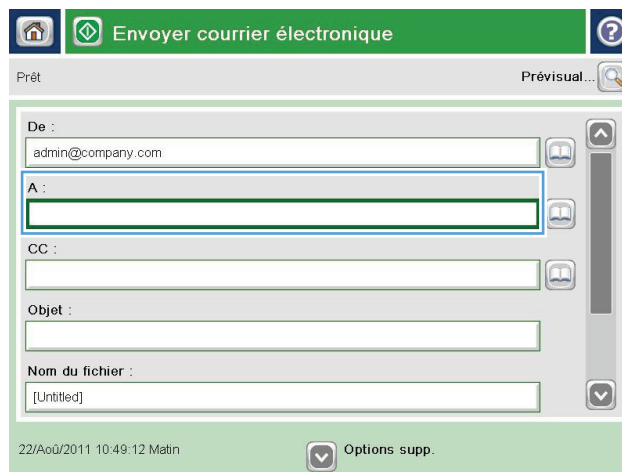 Envoyer courrier électronique
?
Prêt
Prévisual...
De :
admin@company.com
A :
CC :
Objet :
Nom du fichier :
[Untitled]
22/Aoû/2011 10:49:12 Matin
Options supp.